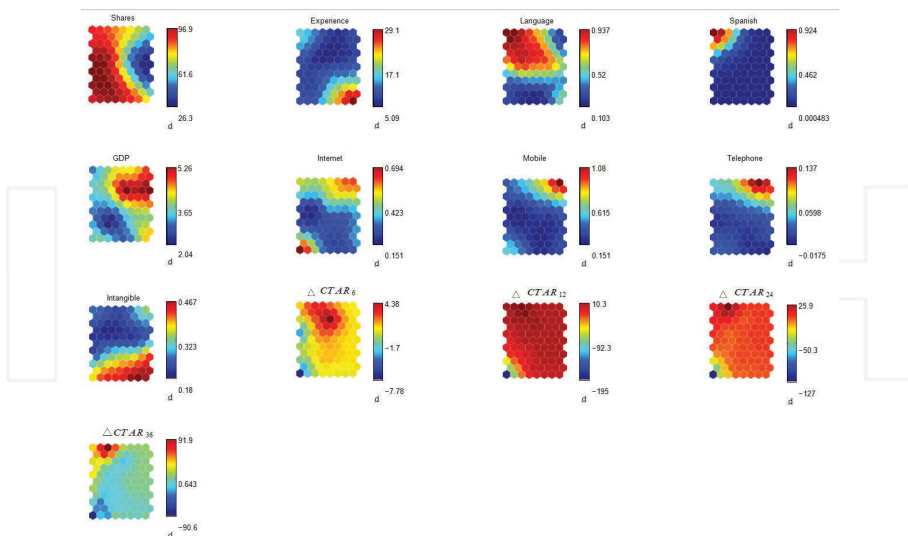 Shares
96.9
61.6
26.3
d
Experience
29.1
17.1
5.09
d
Language
0.937
0.52
0.103
d
Spanish
0.924
0.462
0.000483
d
GDP
5.26
3.65
2.04
d
Internet
0.694
0.423
0.151
d
Mobile
1.08
0.615
0.151
d
Telephone
0.137
0.0598
−0.0175
d
Intangible
0.467
0.323
0.18
d
△ CTAR 6
4.38
−1.7
−7.78
d
△ CTAR 12
10.3
−92.3
−195
d
△ CTAR 24
25.9
−50.3
−127
d
△ CTAR 36
91.9
0.643
−90.6
d